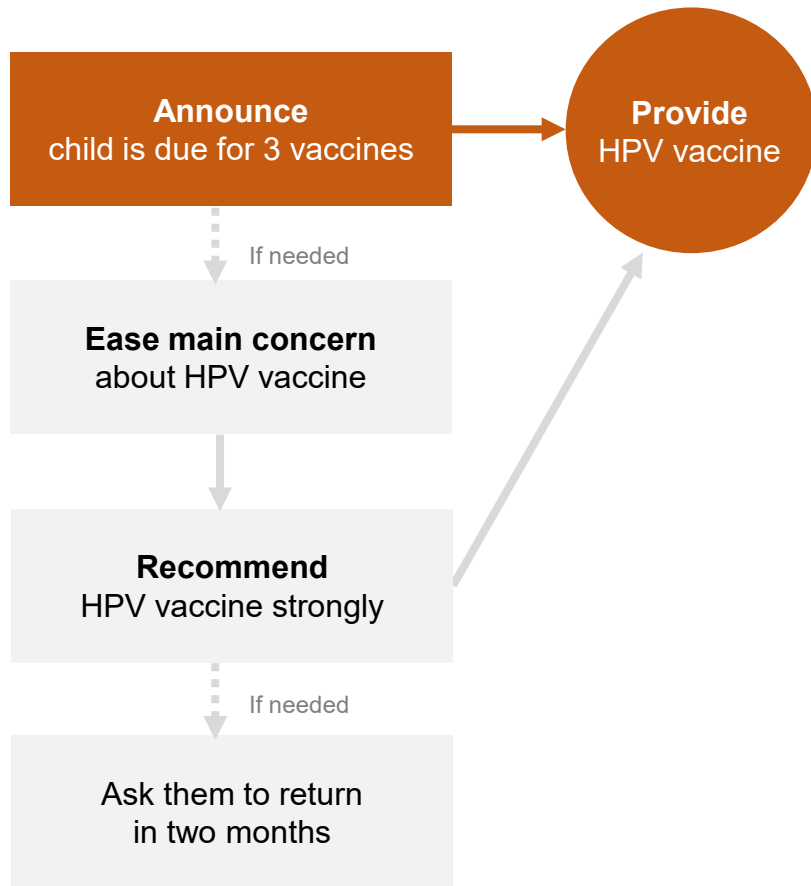 Announce
child is due for 3 vaccines
Provide
HPV vaccine
If needed
Ease main concern
about HPV vaccine
Recommend
HPV vaccine strongly
If needed
Ask them to return
in two months